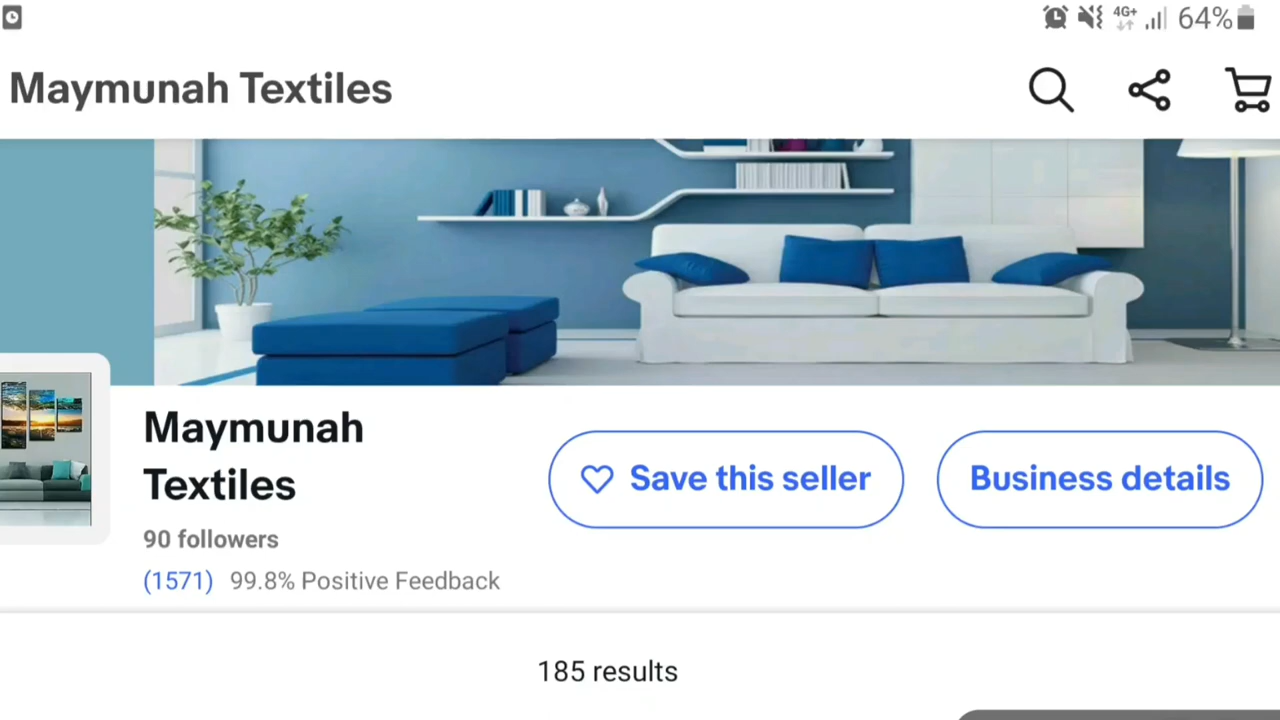 4G+ 64%
Maymunah Textiles
Maymunah
Textiles
Save this seller
Business details
90 followers
(1571) 99.8% Positive Feedback
185 results